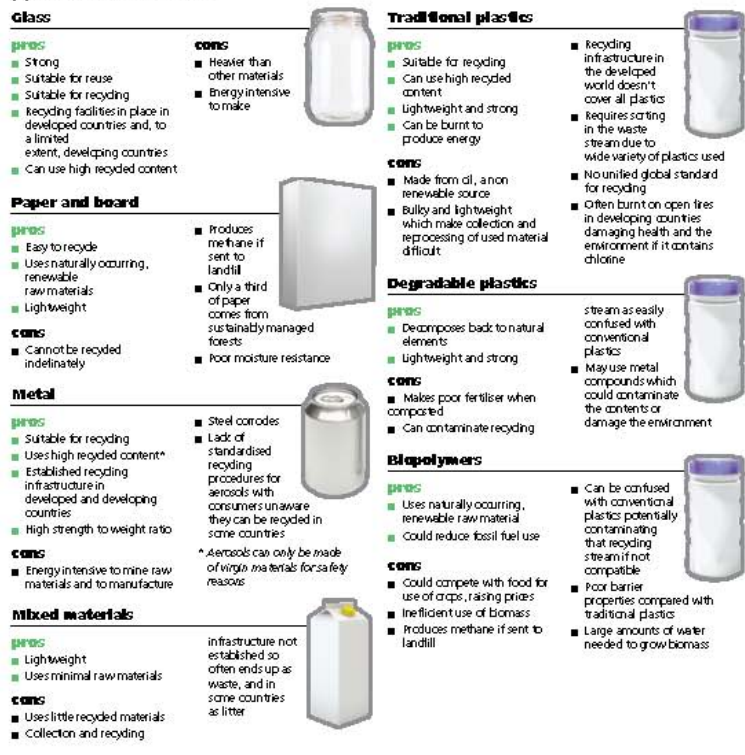 Glass
pros
Strong
Suitable for reuse
Suitable for recycling
Recycling facilities in place in
developed countries and, to
a limited
extent, developing countries
Can use high recycled content
cons
Heavier than
other materials
Energy intensive
to make
Paper and board
pros
Easy to recycle
Uses naturally occurring,
renewable
raw materials
Lightweight
cons
Cannot be recycled
indefinately
Produces
methane if
sent to
landfill
Only a third
of paper
comes from
sustainably managed
forests
Poor moisture resistance
Metal
pros
Suitable for recycling
Uses high recycled content*
Established recycling
infrastructure in
developed and developing
countries
High strength to weight ratio
cons
Energy intensive to mine raw
materials and to manufacture
Steel corrodes
Lack of
standardised
recycling
procedures for
aerosols with
consumers unaware
they can be recycled in
some countries
* Aerosols can only be made
of virgin materials for safety
reasons
Mixed materials
pros
Lightweight
Uses minimal raw materials
cons
Uses little recycled materials
Collection and recycling
infrastructure not
established so
often ends up as
waste, and in
some countries
as litter
Traditional plastics
pros
Suitable for recycling
Can use high recycled
content
Lightweight and strong
Can be burnt to
produce energy
cons
Made from oil, a non
renewable source
Bulky and lightweight
which make collection and
reprocessing of used material
difficult
Recycling
infrastructure in
the developed
world doesn't
cover all plastics
Requires sorting
in the waste
stream due to
wide variety of plastics used
No unified global standard
for recycling
Often burnt on open fires
in developing countries
damaging health and the
environment if it contains
chlorine
Degradable plastics
pros
Decomposes back to natural
elements
Lightweight and strong
cons
Makes poor fertiliser when
composted
Can contaminate recycling
stream as easily
confused with
conventional
plastics
May use metal
compounds which
could contaminate
the contents or
damage the environment
Biopolymers
pros
Uses naturally occurring,
renewable raw material
Could reduce fossil fuel use
cons
Could compete with food for
use of crops, raising prices
Inefficient use of biomass
Produces methane if sent to
landfill
Can be confused
with conventional
plastics potentially
contaminating
that recycling
stream if not
compatible
Poor barrier
properties compared with
traditional plastics
Large amounts of water
needed to grow biomass